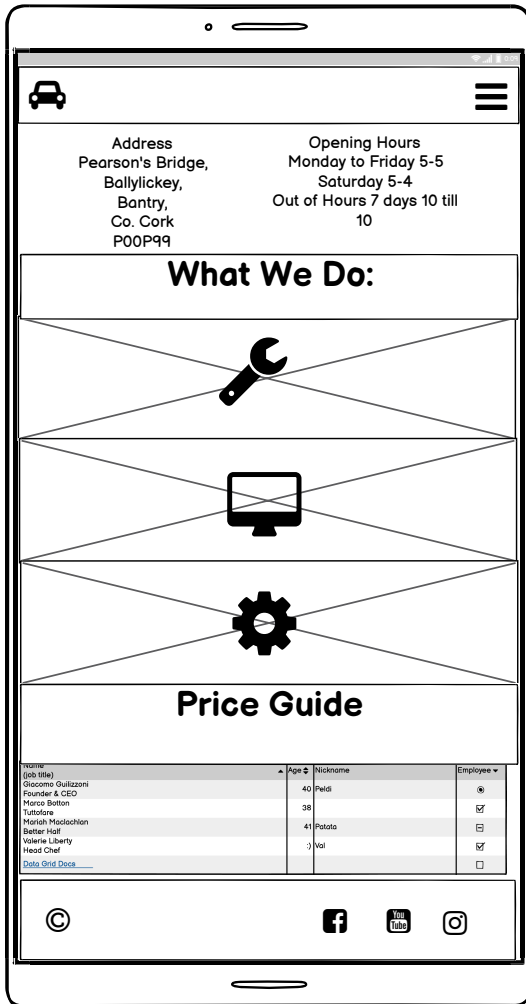 0:09
Address
Pearson's Bridge,
Ballylickey,
Bantry,
Co. Cork
P00P99
Opening Hours
Monday to Friday 5-5
Saturday 5-4
Out of Hours 7 days 10 till
10
What We Do:
Price Guide
Name
(job title) Age Nickname Employee
Giacomo Guilizzoni
Founder & CEO 40 Peldi
Marco Botton
Tuttofare 38
Mariah Maclachlan
Better Half 41 Patata
Valerie Liberty
Head Chef :) Val
Data Grid Docs
© You
Tube